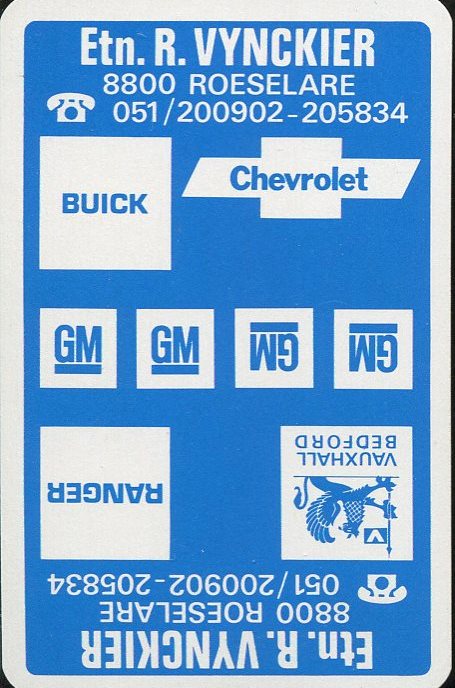 Etn. R. VYNCKIER
8800 ROESELARE
051/200902-205834
BUICK
Chevrolet
GM GM GM GM
RANGER
VAUXHALL
BEDFORD
V
051/200902-205834
8800 ROESELARE
Etn. R. VYNCKIER